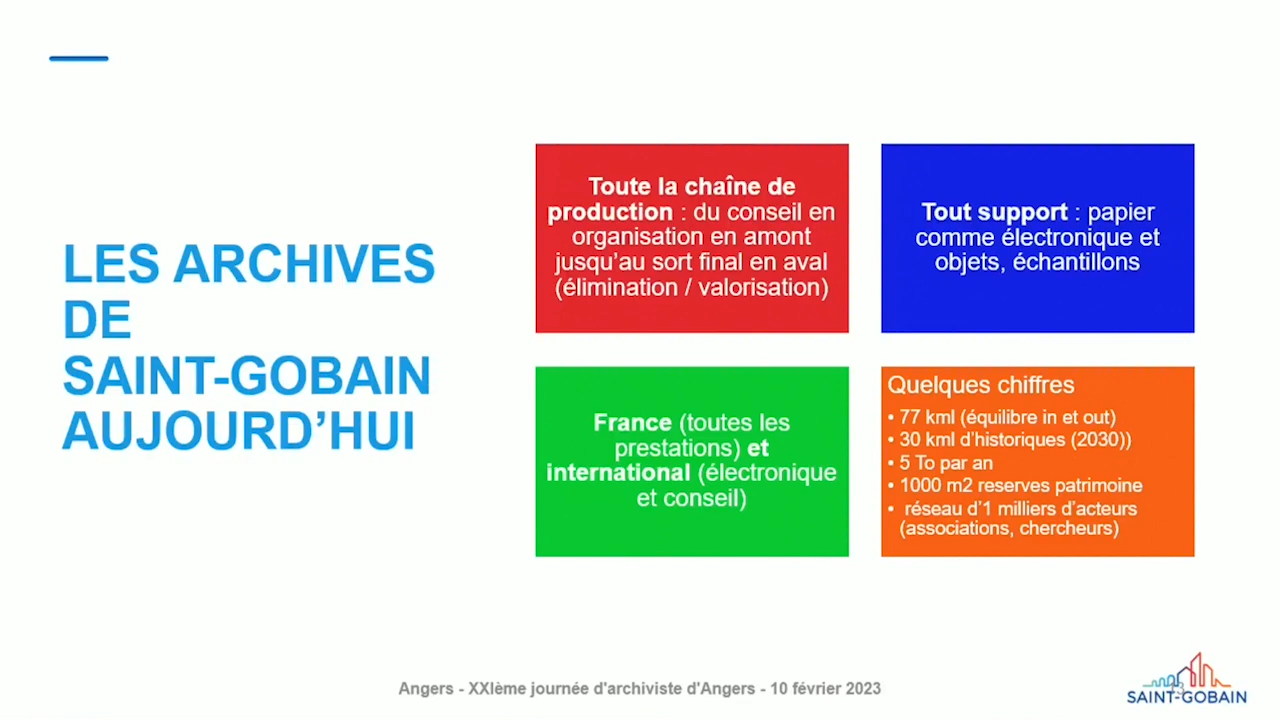 LES ARCHIVES
DE
SAINT-GOBAIN
AUJOURD’HUI
Toute la chaîne de
production : du conseil en
organisation en amont
jusqu’au sort final en aval
(élimination / valorisation)
Tout support : papier
comme électronique et
objets, échantillons
France (toutes les
prestations) et
international (électronique
et conseil)
Quelques chiffres
• 77 kml (équilibre in et out)
• 30 kml d’historiques (2030))
• 5 To par an
• 1000 m2 reserves patrimoine
• réseau d’1 milliers d’acteurs
(associations, chercheurs)
Angers - XXIème journée d'archiviste d'Angers - 10 février 2023
SAINT-GOBAIN